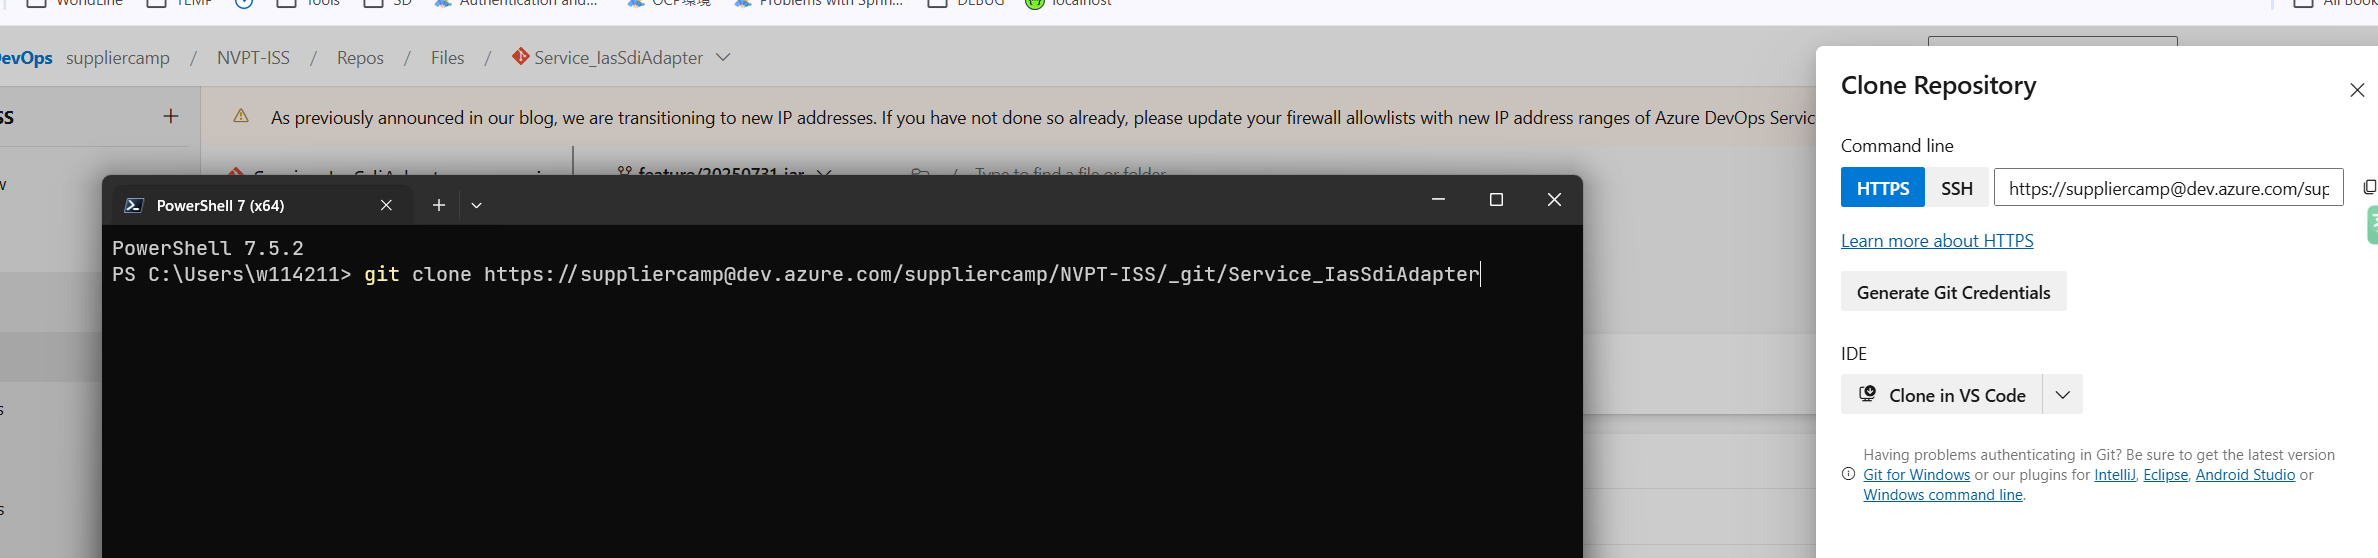 WorldLine TEMP Tools SD Authentication and... OCP環境 Problems with Sprin... DEBUG localhost All Book
evOps suppliercamp / NVPT-ISS / Repos / Files / Service_IasSdiAdapter
SS +
As previously announced in our blog, we are transitioning to new IP addresses. If you have not done so already, please update your firewall allowlists with new IP address ranges of Azure DevOps Servic
w
feature/20250731-jar / Type to find a file or folder
PowerShell 7 (x64)
PowerShell 7.5.2
PS C:\Users\w114211> git clone https://suppliercamp@dev.azure.com/suppliercamp/NVPT-ISS/_git/Service_IasSdiAdapter
s
s
Clone Repository
Command line
HTTPS SSH https://suppliercamp@dev.azure.com/sup
Learn more about HTTPS
Generate Git Credentials
IDE
Clone in VS Code
Having problems authenticating in Git? Be sure to get the latest version
Git for Windows or our plugins for IntelliJ, Eclipse, Android Studio or
Windows command line.